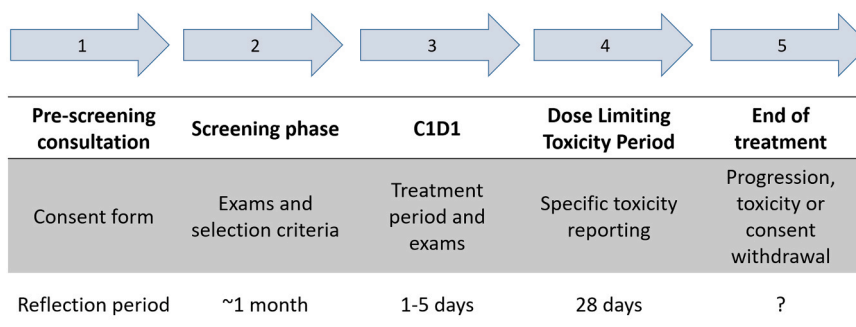 1 2 3 4 5
Pre-screening
consultation
Screening phase
C1D1
Dose Limiting
Toxicity Period
End of
treatment
Consent form
Exams and
selection criteria
Treatment
period and
exams
Specific toxicity
reporting
Progression,
toxicity or
consent
withdrawal
Reflection period
~1 month
1-5 days
28 days
?